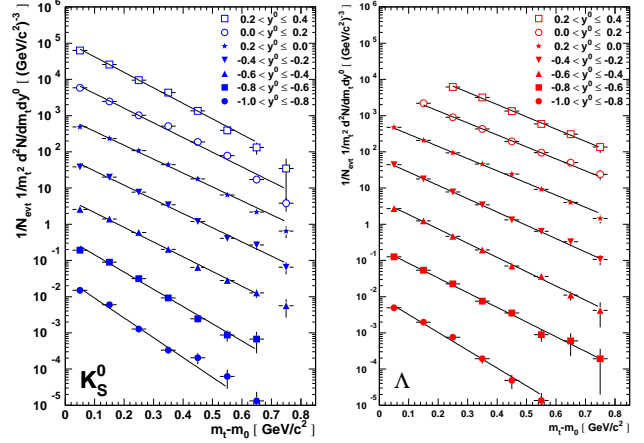 1/N_evt 1/m_t^2 d^2N/dm_t dy^0 [ (GeV/c^2)^-3 ]
10^6
10^5
10^4
10^3
10^2
10
1
10^-1
10^-2
10^-3
10^-4
10^-5
0.2 < y^0 ≤ 0.4
0.0 < y^0 ≤ 0.2
0.2 < y^0 ≤ 0.0
-0.4 < y^0 ≤ -0.2
-0.6 < y^0 ≤ -0.4
-0.8 < y^0 ≤ -0.6
-1.0 < y^0 ≤ -0.8
K_S^0
0 0.1 0.2 0.3 0.4 0.5 0.6 0.7 0.8
m_t-m_0 [ GeV/c^2 ]
1/N_evt 1/m_t^2 d^2N/dm_t dy^0 [ (GeV/c^2)^-3 ]
10^6
10^5
10^4
10^3
10^2
10
1
10^-1
10^-2
10^-3
10^-4
10^-5
0.2 < y^0 ≤ 0.4
0.0 < y^0 ≤ 0.2
0.2 < y^0 ≤ 0.0
-0.4 < y^0 ≤ -0.2
-0.6 < y^0 ≤ -0.4
-0.8 < y^0 ≤ -0.6
-1.0 < y^0 ≤ -0.8
Λ
0 0.1 0.2 0.3 0.4 0.5 0.6 0.7 0.8
m_t-m_0 [ GeV/c^2 ]